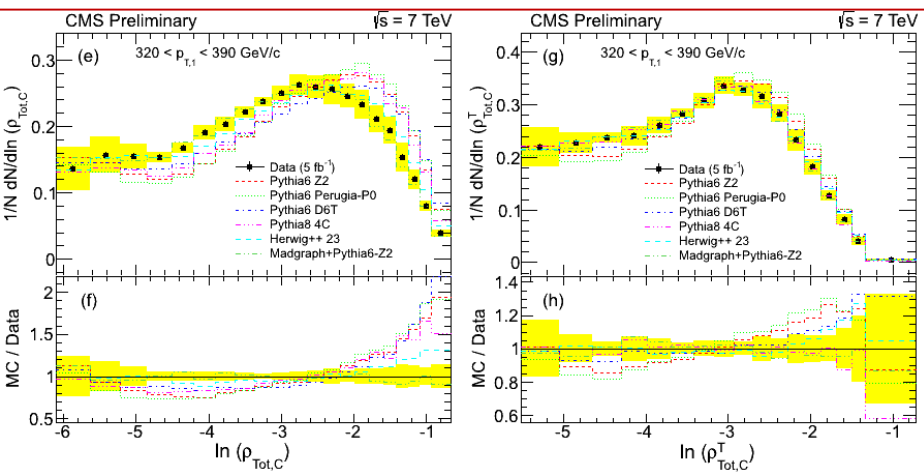 CMS Preliminary √s = 7 TeV
(e) 320 < p_T,1 < 390 GeV/c
1/N dN/dln (ρ_Tot,C)
0.3
0.2
0.1
0
Data (5 fb⁻¹)
Pythia6 Z2
Pythia6 Perugia-P0
Pythia6 D6T
Pythia8 4C
Herwig++ 23
Madgraph+Pythia6-Z2
(f)
MC / Data
2
1.5
1
0.5
-6 -5 -4 -3 -2 -1
ln (ρ_Tot,C)
CMS Preliminary √s = 7 TeV
(g) 320 < p_T,1 < 390 GeV/c
1/N dN/dln (ρ^T_Tot,C)
0.4
0.3
0.2
0.1
0
Data (5 fb⁻¹)
Pythia6 Z2
Pythia6 Perugia-P0
Pythia6 D6T
Pythia8 4C
Herwig++ 23
Madgraph+Pythia6-Z2
(h)
MC / Data
1.4
1.2
1
0.8
0.6
-5 -4 -3 -2 -1
ln (ρ^T_Tot,C)